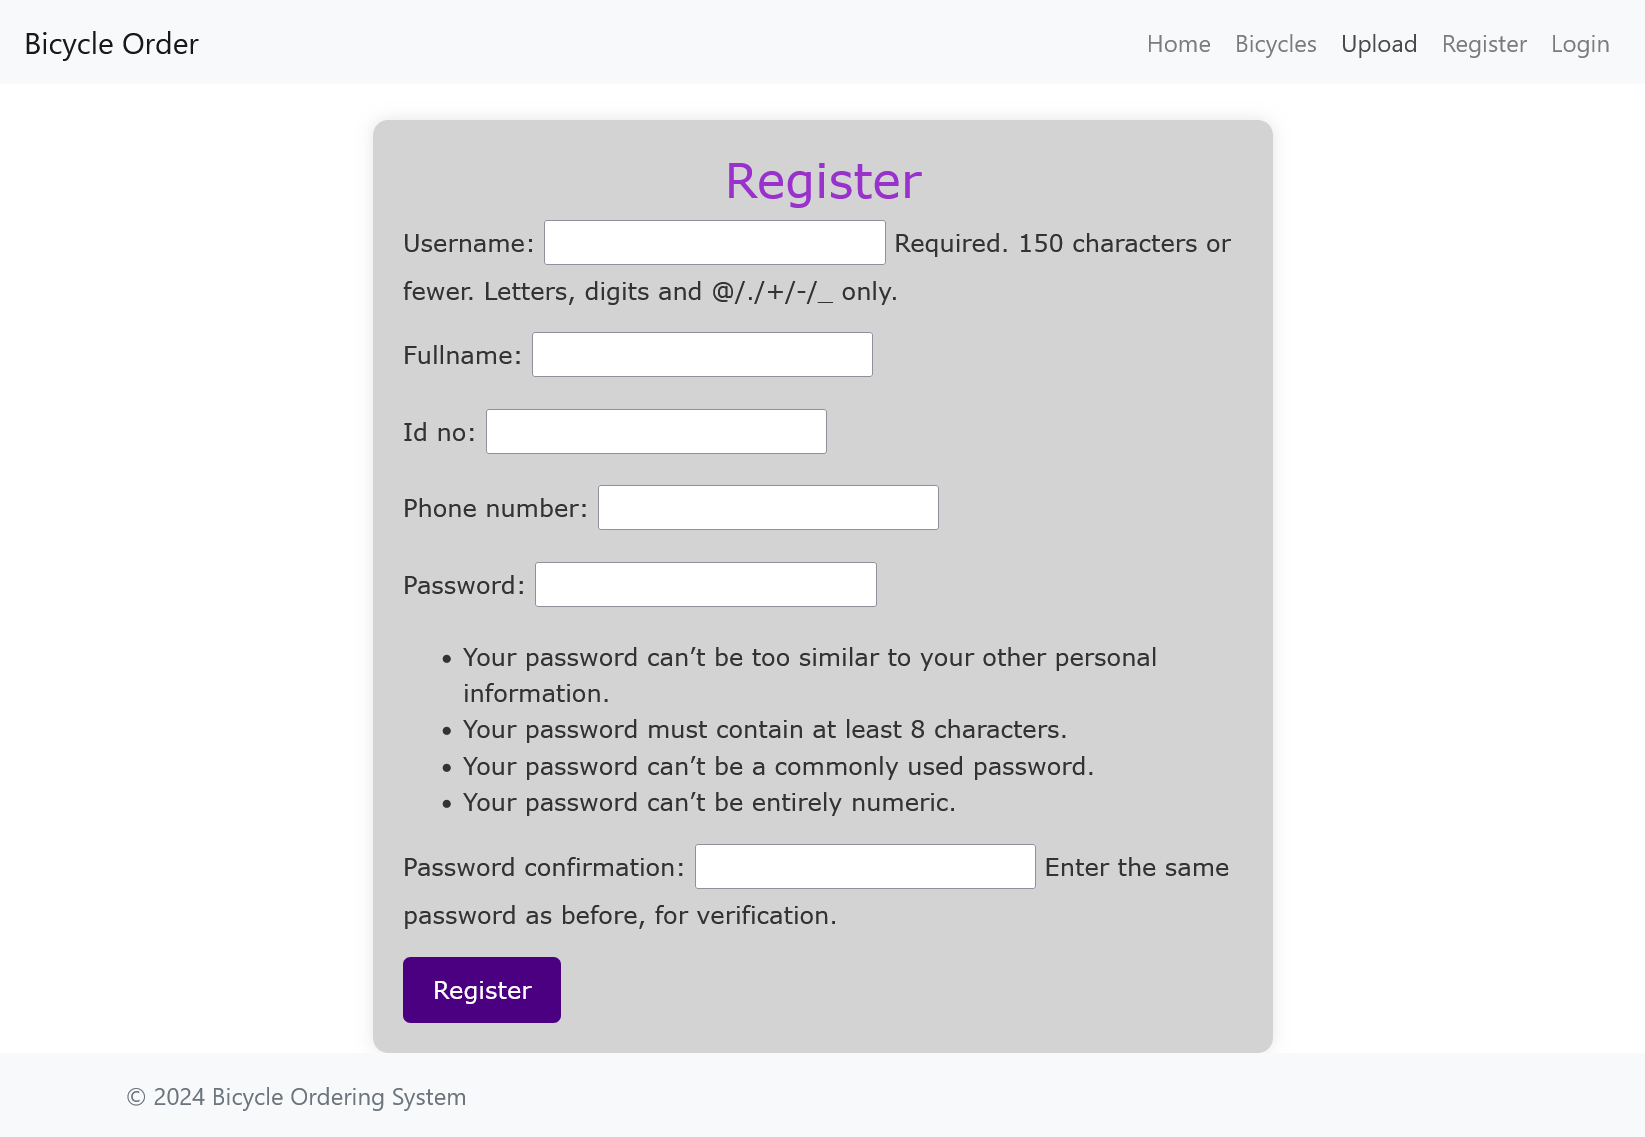 Bicycle Order
Home Bicycles Upload Register Login
Register
Username: Required. 150 characters or
fewer. Letters, digits and @/./+/-/_ only.
Fullname:
Id no:
Phone number:
Password:
• Your password can’t be too similar to your other personal
information.
• Your password must contain at least 8 characters.
• Your password can’t be a commonly used password.
• Your password can’t be entirely numeric.
Password confirmation: Enter the same
password as before, for verification.
Register
© 2024 Bicycle Ordering System